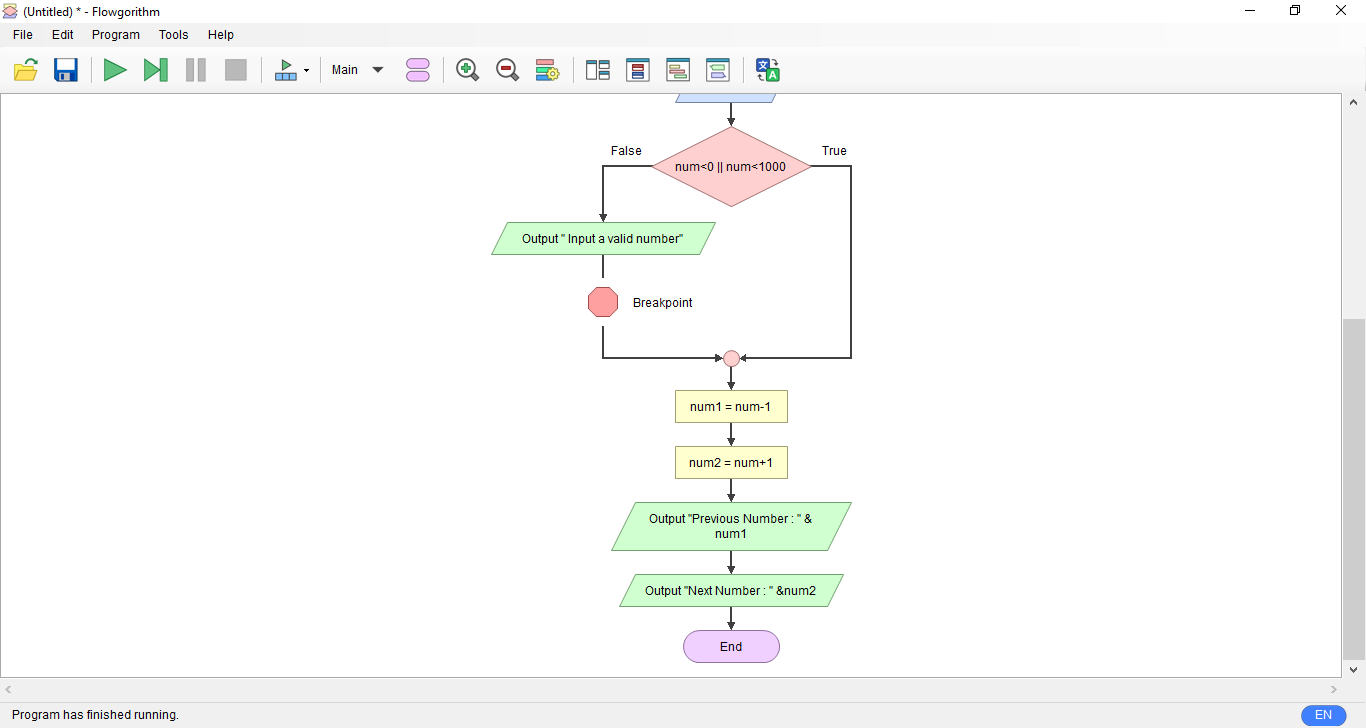 (Untitled) * - Flowgorithm
File Edit Program Tools Help
Main
False
True
num<0 || num<1000
Output " Input a valid number"
Breakpoint
num1 = num-1
num2 = num+1
Output "Previous Number : " &
num1
Output "Next Number : " &num2
End
Program has finished running.
EN